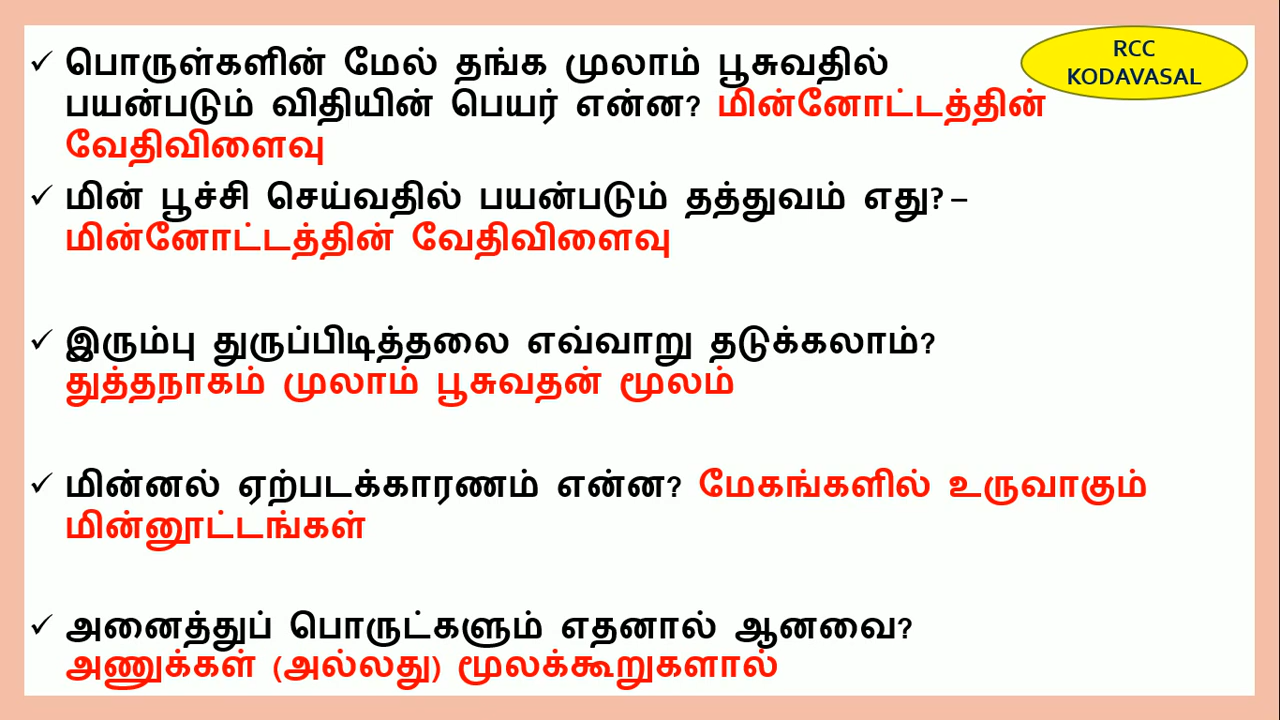 ✓ பொருள்களின் மேல் தங்க முலாம் பூசுவதில்
பயன்படும் விதியின் பெயர் என்ன? மின்னோட்டத்தின்
வேதிவிளைவு
RCC
KODAVASAL
✓ மின் பூச்சி செய்வதில் பயன்படும் தத்துவம் எது? –
மின்னோட்டத்தின் வேதிவிளைவு
✓ இரும்பு துருப்பிடித்தலை எவ்வாறு தடுக்கலாம்?
துத்தநாகம் முலாம் பூசுவதன் மூலம்
✓ மின்னல் ஏற்படக்காரணம் என்ன? மேகங்களில் உருவாகும்
மின்னூட்டங்கள்
✓ அனைத்துப் பொருட்களும் எதனால் ஆனவை?
அணுக்கள் (அல்லது) மூலக்கூறுகளால்